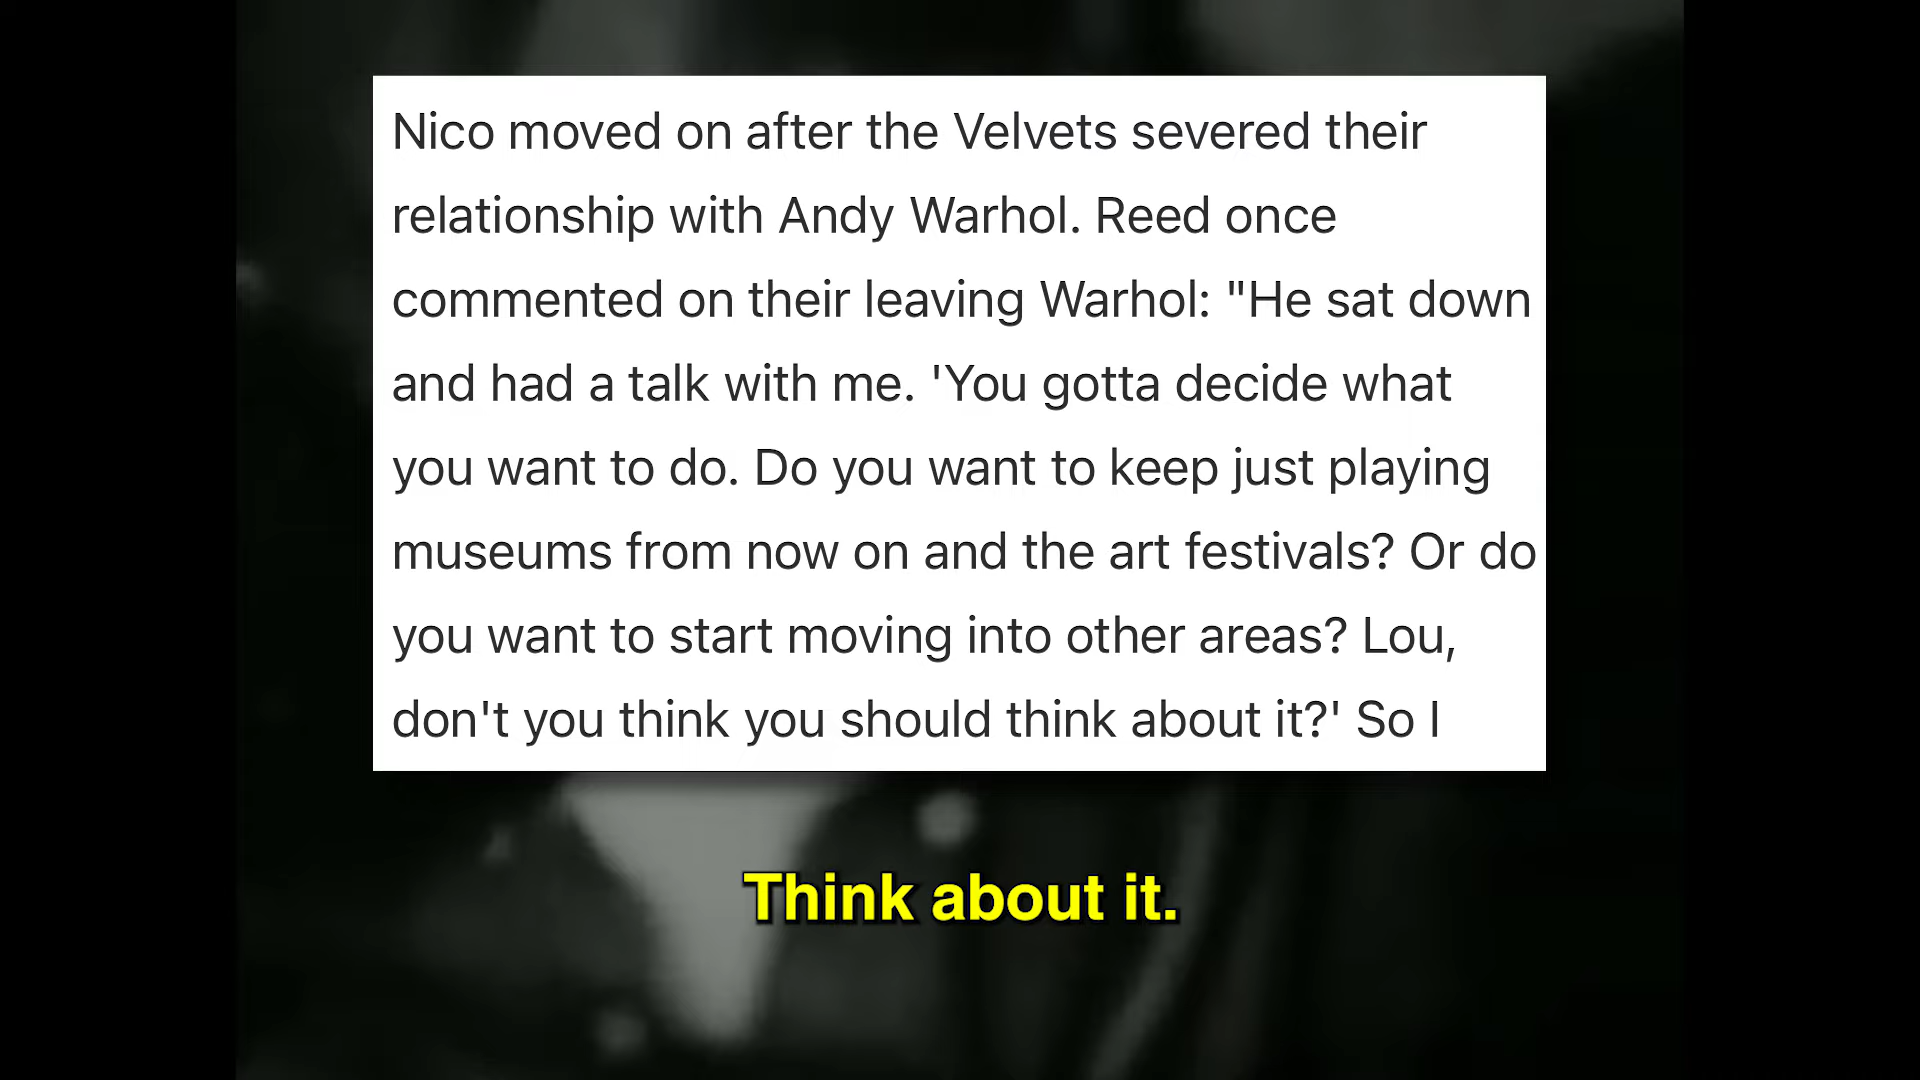 Nico moved on after the Velvets severed their
relationship with Andy Warhol. Reed once
commented on their leaving Warhol: "He sat down
and had a talk with me. 'You gotta decide what
you want to do. Do you want to keep just playing
museums from now on and the art festivals? Or do
you want to start moving into other areas? Lou,
don't you think you should think about it?' So I
Think about it.